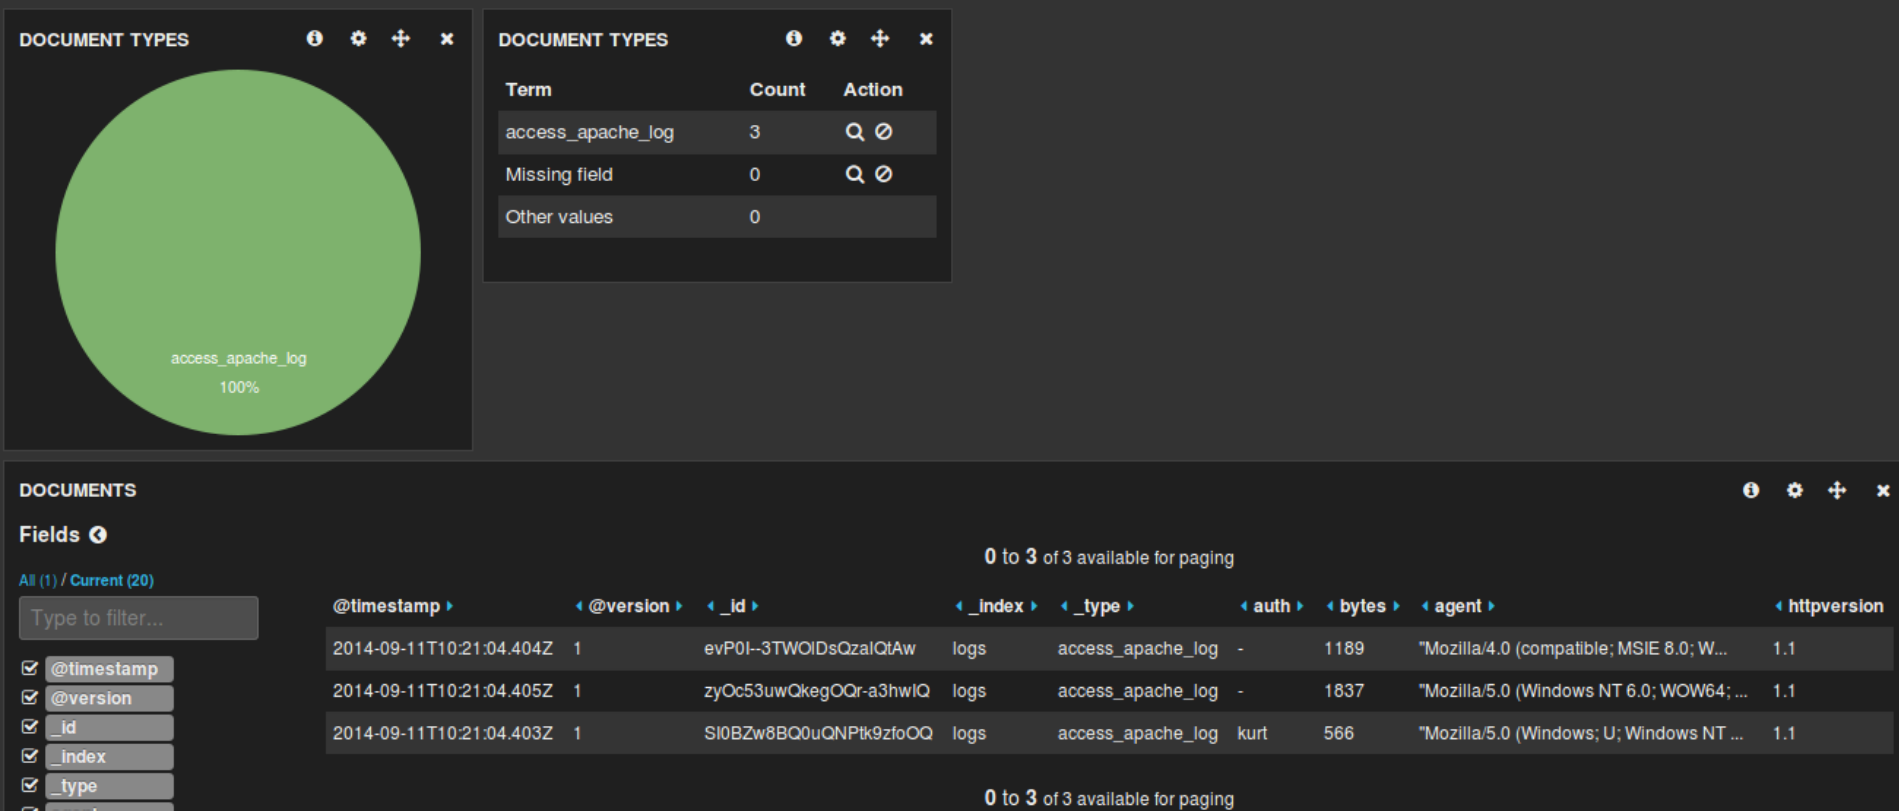 DOCUMENT TYPES
access_apache_log
100%
DOCUMENT TYPES
Term Count Action
access_apache_log 3
Missing field 0
Other values 0
DOCUMENTS
Fields
All (1) / Current (20)
Type to filter...
@timestamp
@version
_id
_index
_type
0 to 3 of 3 available for paging
@timestamp @version _id _index _type auth bytes agent httpversion
2014-09-11T10:21:04.404Z 1 evP0I--3TWOlDsQzalQtAw logs access_apache_log - 1189 "Mozilla/4.0 (compatible; MSIE 8.0; W... 1.1
2014-09-11T10:21:04.405Z 1 zyOc53uwQkegOQr-a3hwIQ logs access_apache_log - 1837 "Mozilla/5.0 (Windows NT 6.0; WOW64; ... 1.1
2014-09-11T10:21:04.403Z 1 SI0BZw8BQ0uQNPtk9zfoOQ logs access_apache_log kurt 566 "Mozilla/5.0 (Windows; U; Windows NT ... 1.1
0 to 3 of 3 available for paging